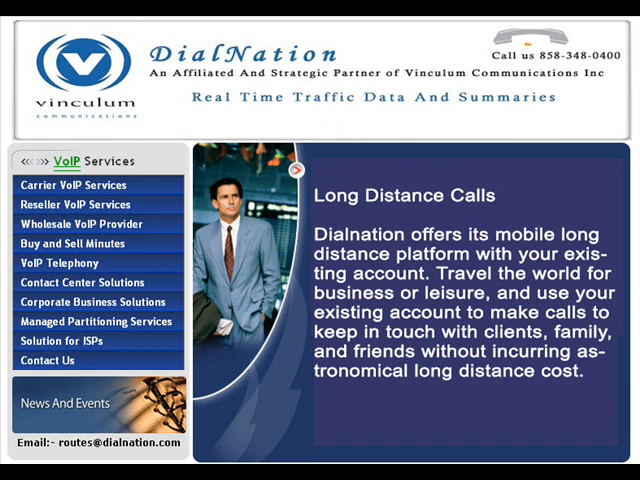 DialNation
Call us 858-348-0400
An Affiliated And Strategic Partner of Vinculum Communications Inc
Real Time Traffic Data And Summaries
vinculum
communications
VoIP Services
Carrier VoIP Services
Reseller VoIP Services
Wholesale VoIP Provider
Buy and Sell Minutes
VoIP Telephony
Contact Center Solutions
Corporate Business Solutions
Managed Partitioning Services
Solution for ISPs
Contact Us
News And Events
Email:- routes@dialnation.com
Long Distance Calls
Dialnation offers its mobile long
distance platform with your exis-
ting account. Travel the world for
business or leisure, and use your
existing account to make calls to
keep in touch with clients, family,
and friends without incurring as-
tronomical long distance cost.